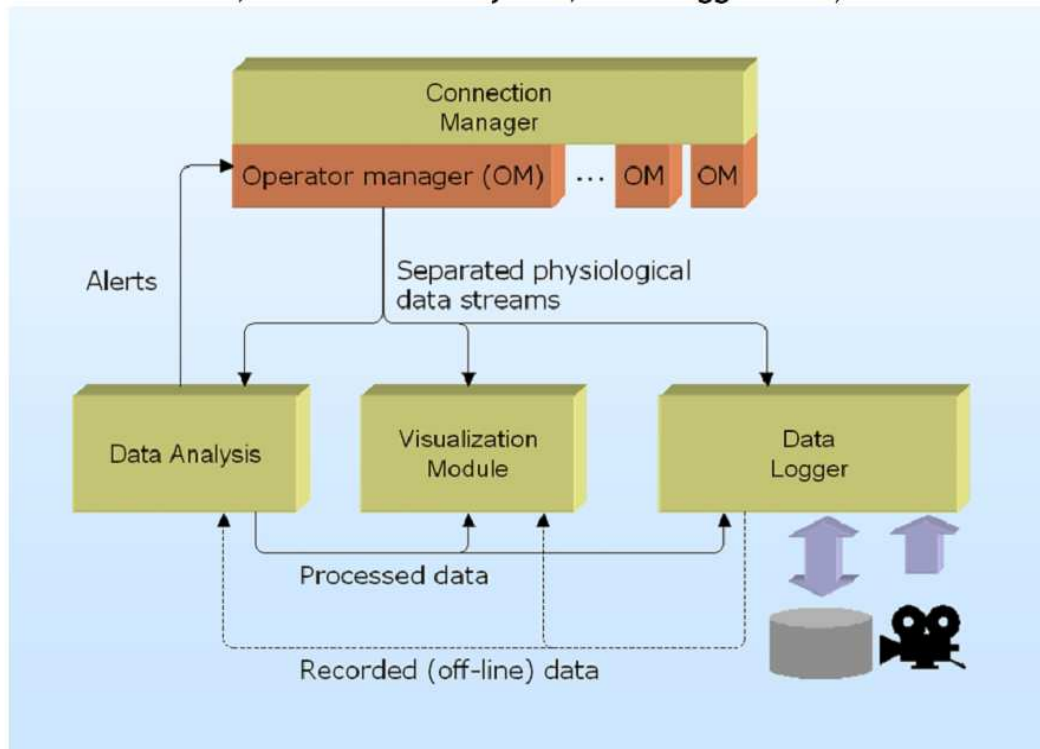 Connection
Manager
Operator manager (OM) ... OM OM
Alerts
Separated physiological
data streams
Data Analysis
Visualization
Module
Data
Logger
Processed data
Recorded (off-line) data